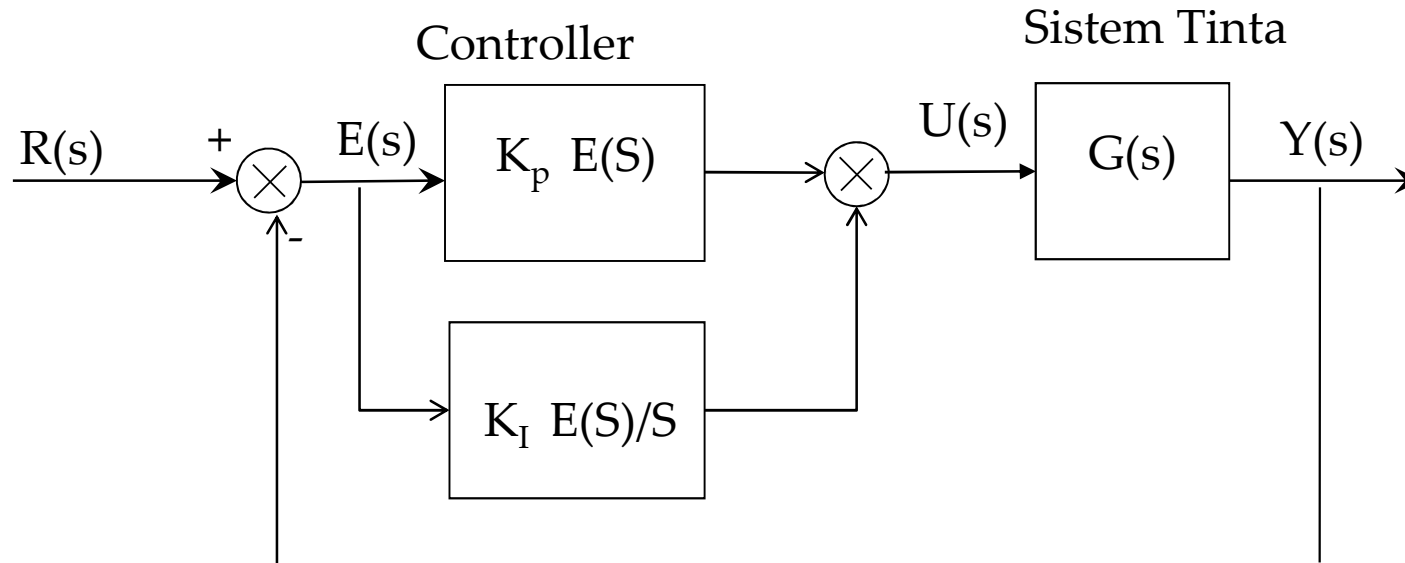 Controller
Sistem Tinta
R(s)
+
E(s)
Kp E(S)
U(s)
G(s)
Y(s)
-
KI E(S)/S